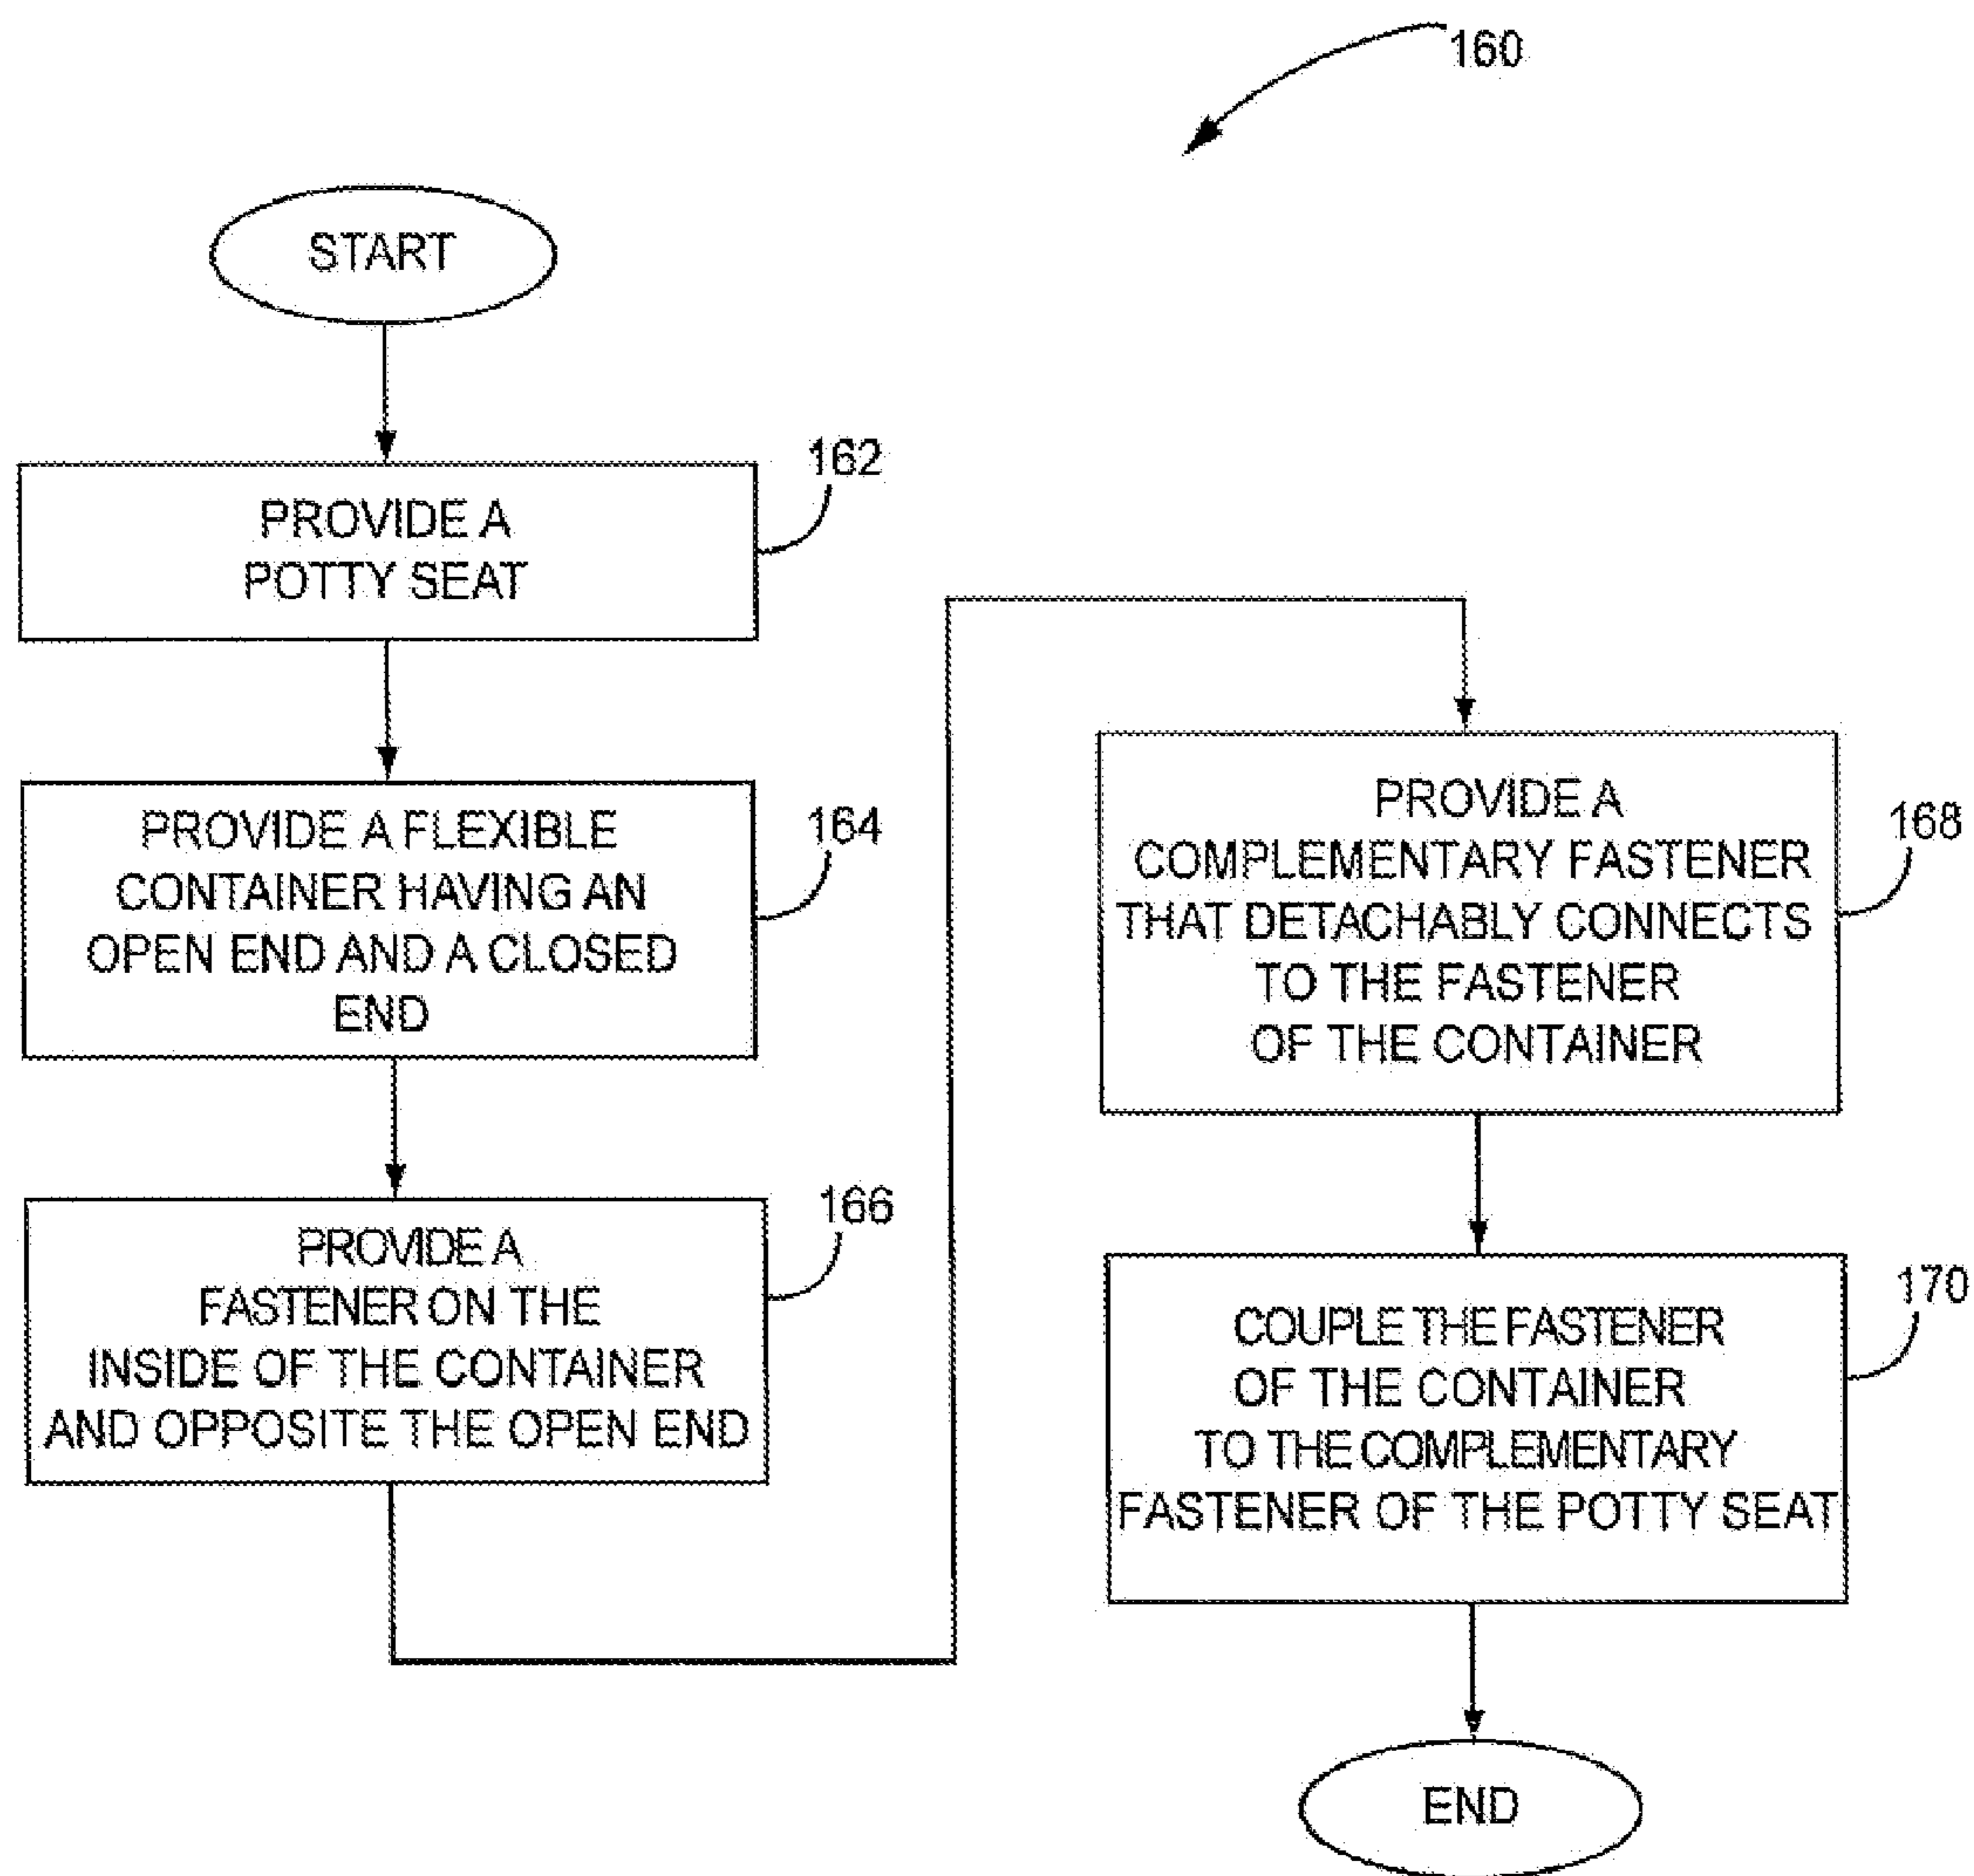 160
START
162
PROVIDE A
POTTY SEAT
164
PROVIDE A FLEXIBLE
CONTAINER HAVING AN
OPEN END AND A CLOSED
END
166
PROVIDE A
FASTENER ON THE
INSIDE OF THE CONTAINER
AND OPPOSITE THE OPEN END
168
PROVIDE A
COMPLEMENTARY FASTENER
THAT DETACHABLY CONNECTS
TO THE FASTENER
OF THE CONTAINER
170
COUPLE THE FASTENER
OF THE CONTAINER
TO THE COMPLEMENTARY
FASTENER OF THE POTTY SEAT
END